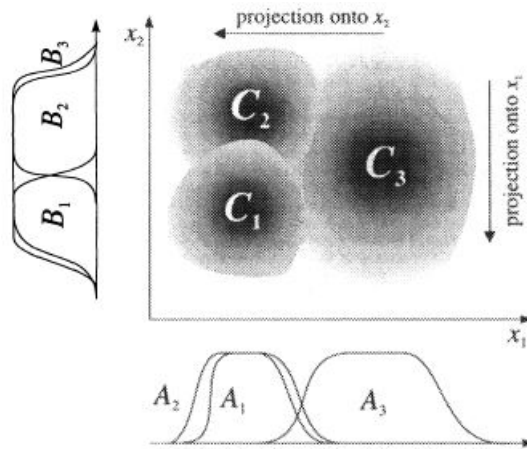 projection onto x₂
x₂
B₃
B₂
B₁
C₂
C₃
C₁
projection onto x₁
x₁
A₂
A₁
A₃